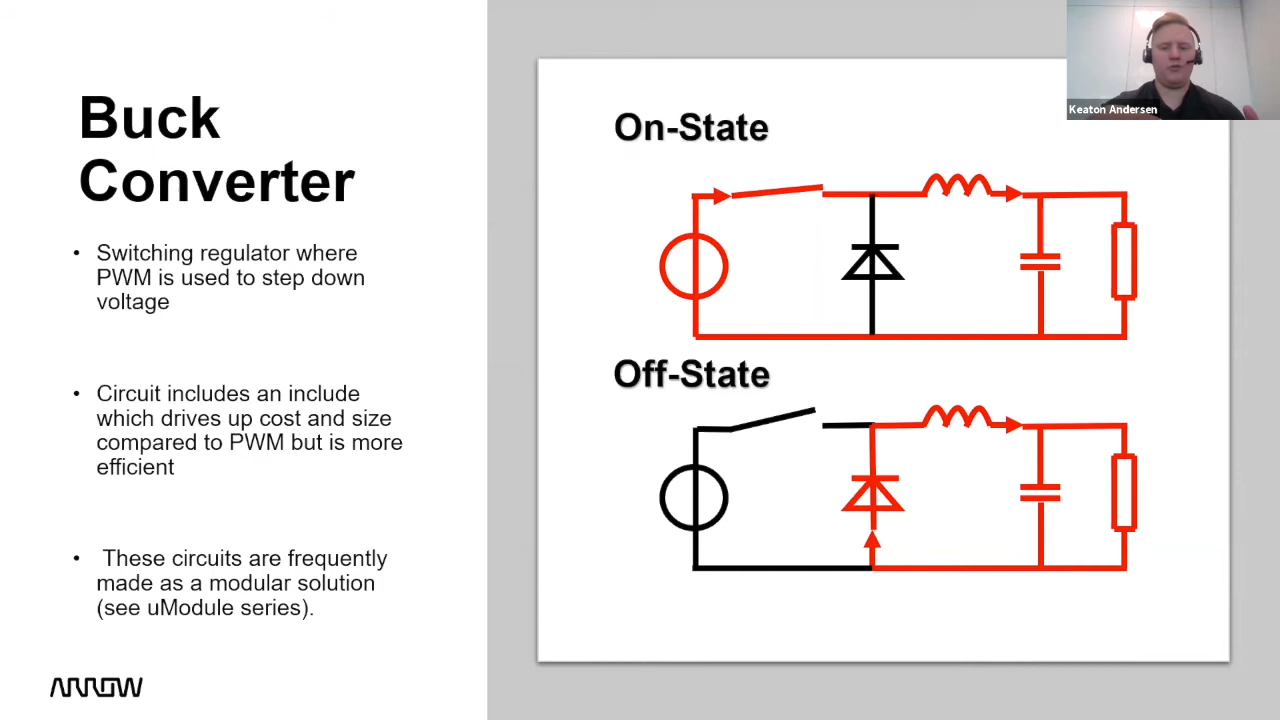 Buck
Converter
• Switching regulator where
PWM is used to step down
voltage
• Circuit includes an include
which drives up cost and size
compared to PWM but is more
efficient
• These circuits are frequently
made as a modular solution
(see uModule series).
ARROW
On-State
Off-State
Keaton Andersen